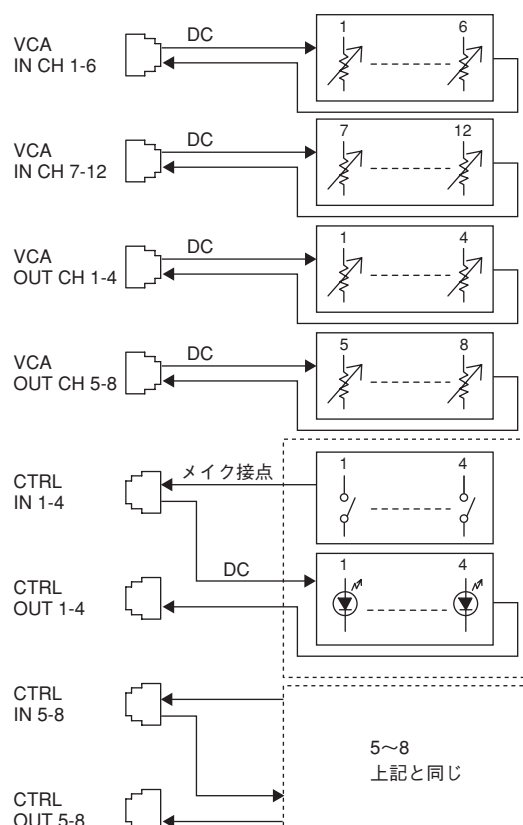 VCA
IN CH 1-6
DC
1
6
VCA
IN CH 7-12
DC
7
12
VCA
OUT CH 1-4
DC
1
4
VCA
OUT CH 5-8
DC
5
8
CTRL
IN 1-4
メイク接点
1
4
CTRL
OUT 1-4
DC
1
4
CTRL
IN 5-8
5〜8
上記と同じ
CTRL
OUT 5-8